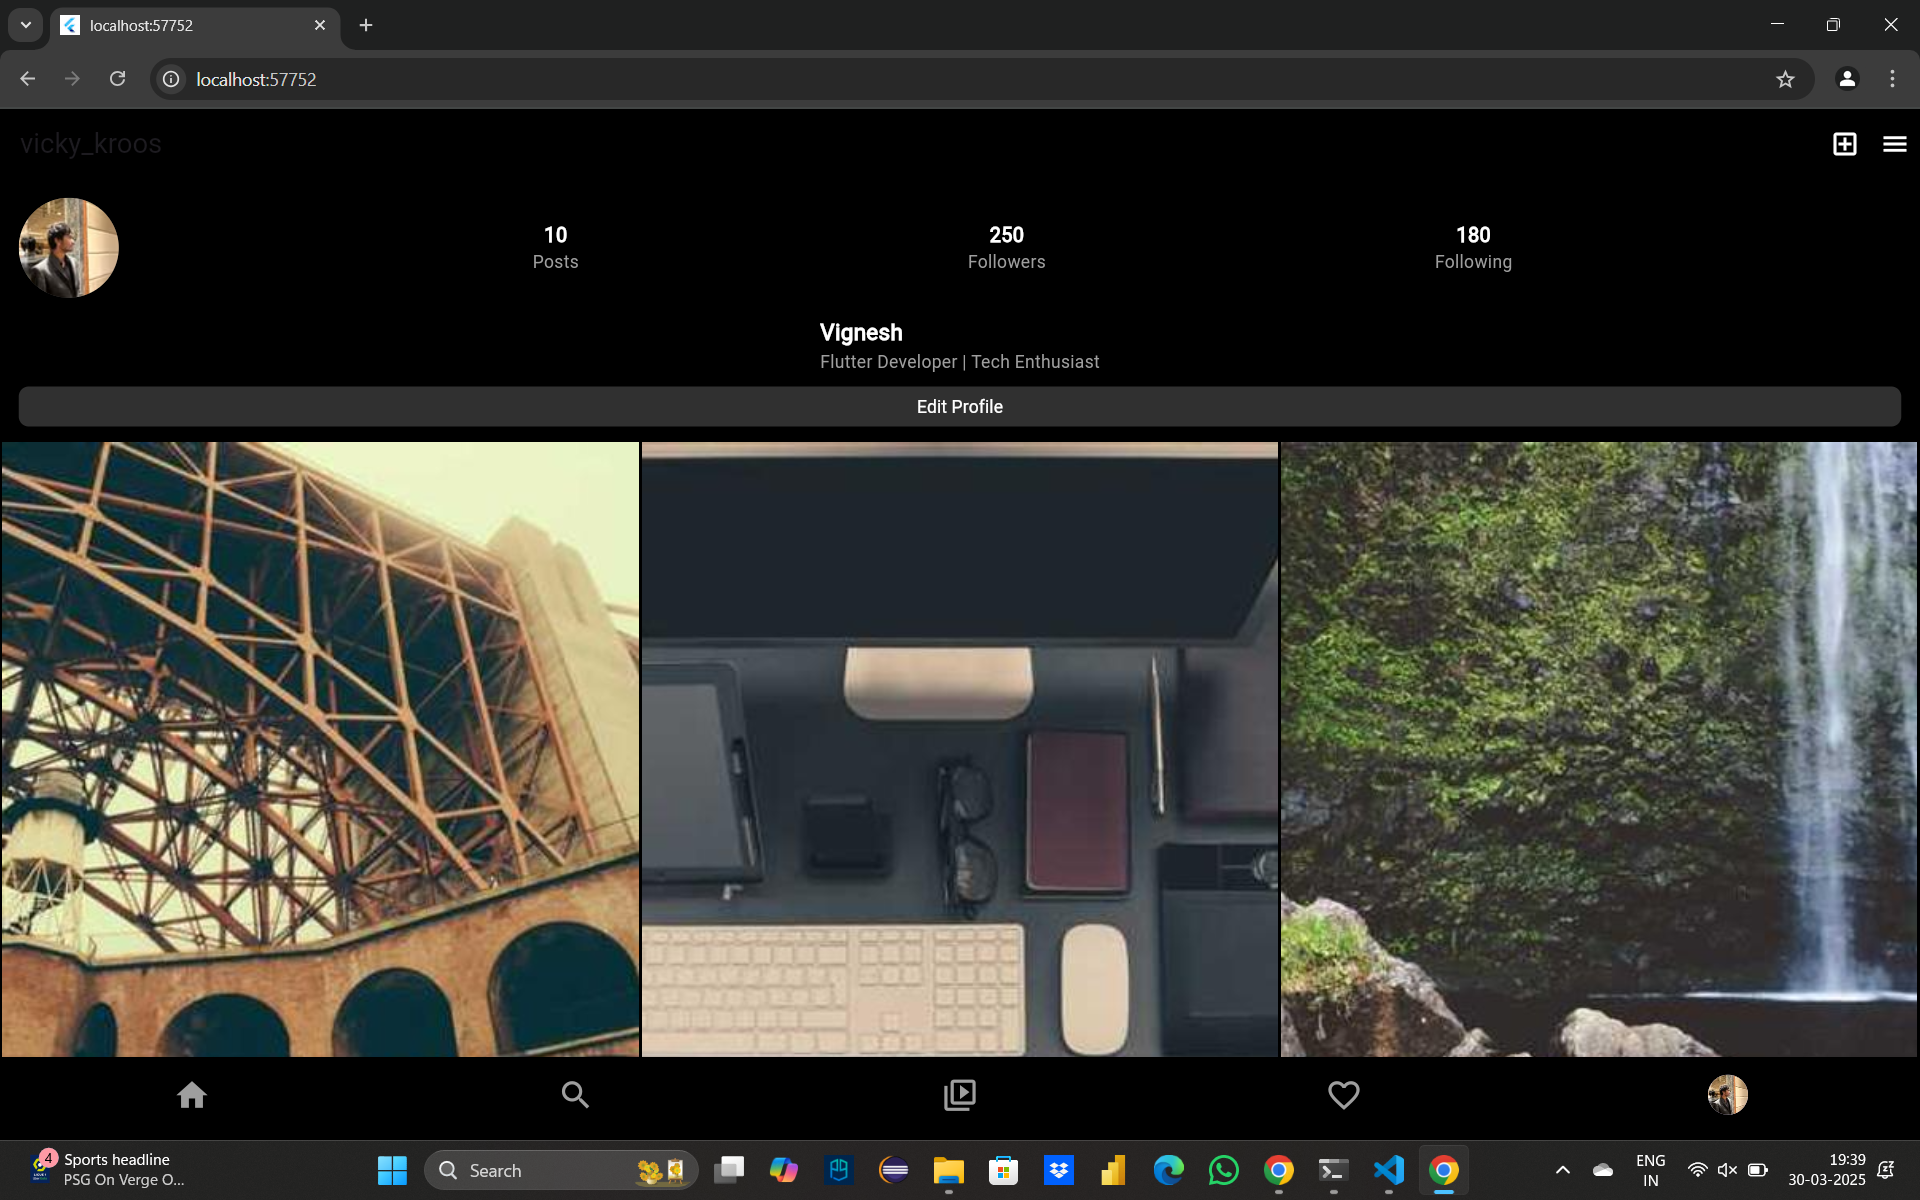 localhost:57752
localhost:57752
vicky_kroos
10
Posts
250
Followers
180
Following
Vignesh
Flutter Developer | Tech Enthusiast
Edit Profile
4
Sports headline
PSG On Verge O...
Search
ENG
IN
19:39
30-03-2025